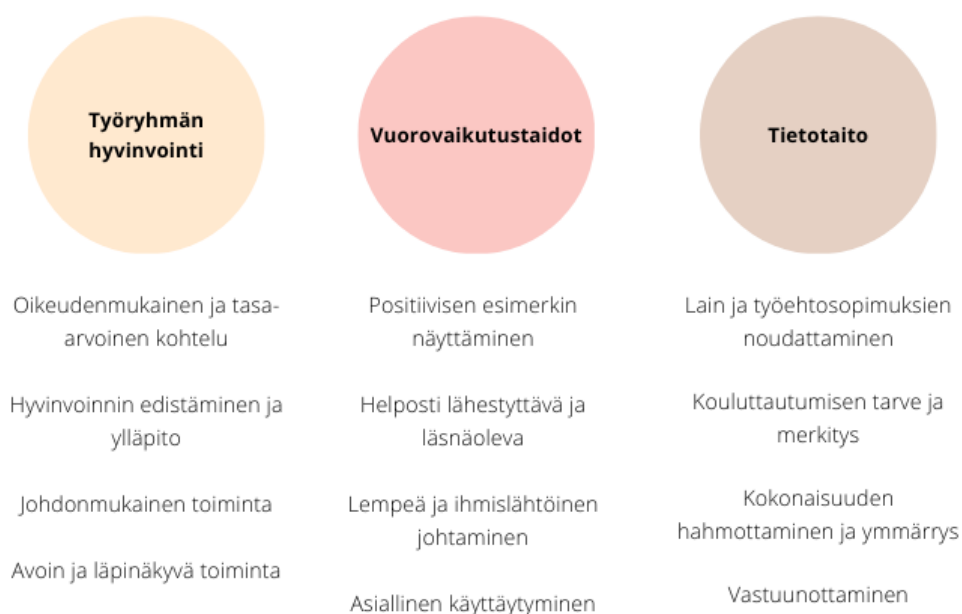 Työryhmän
hyvinvointi
Oikeudenmukainen ja tasa-
arvoinen kohtelu
Hyvinvoinnin edistäminen ja
ylläpito
Johdonmukainen toiminta
Avoin ja läpinäkyvä toiminta
Vuorovaikutustaidot
Positiivisen esimerkin
näyttäminen
Helposti lähestyttävä ja
läsnäoleva
Lempeä ja ihmislähtöinen
johtaminen
Asiallinen käyttäytyminen
Tietotaito
Lain ja työehtosopimuksien
noudattaminen
Kouluttautumisen tarve ja
merkitys
Kokonaisuuden
hahmottaminen ja ymmärrys
Vastuunottaminen